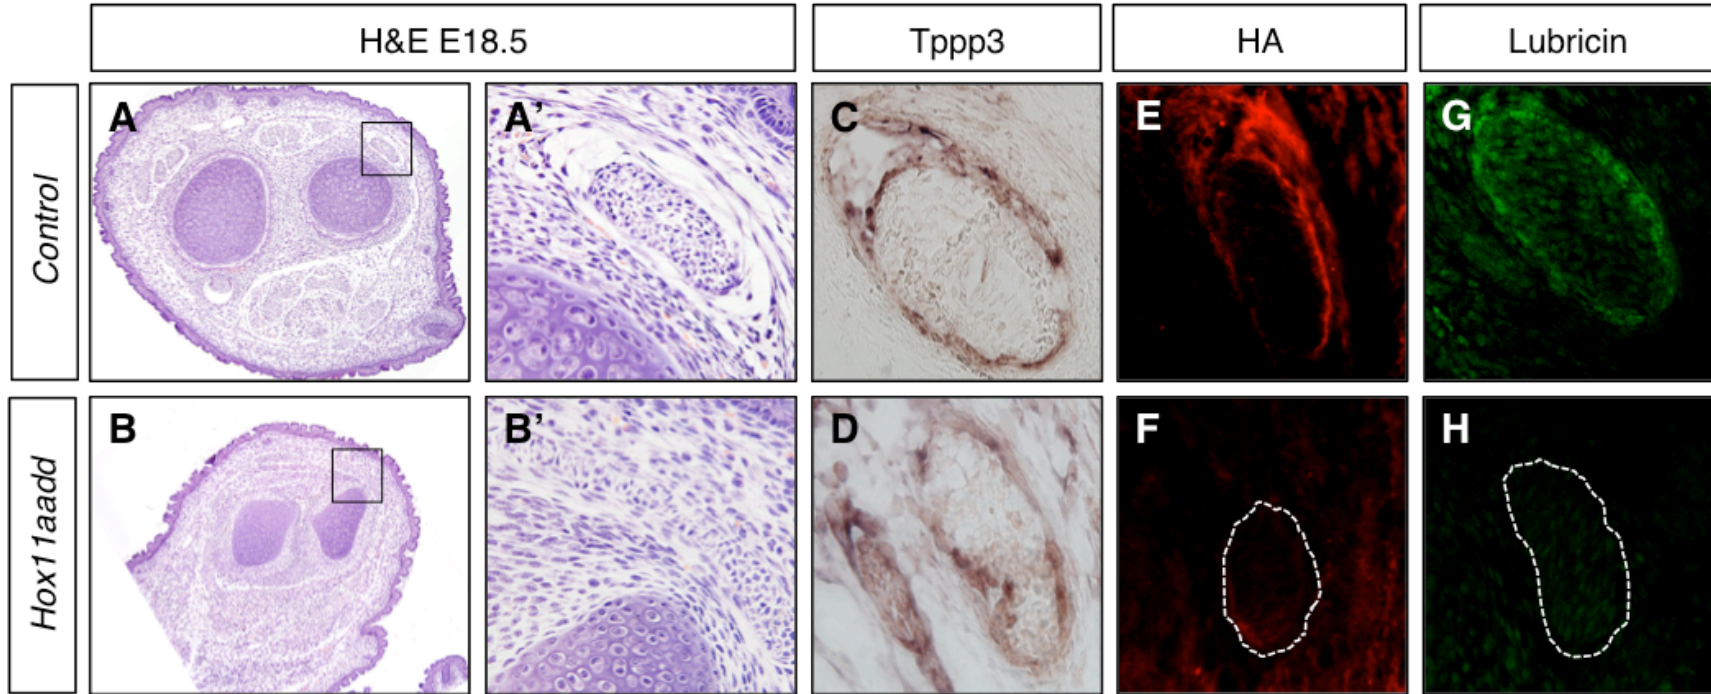 H&E E18.5
Tppp3
HA
Lubricin
Control
A
A’
C
E
G
Hox11aadd
B
B’
D
F
H